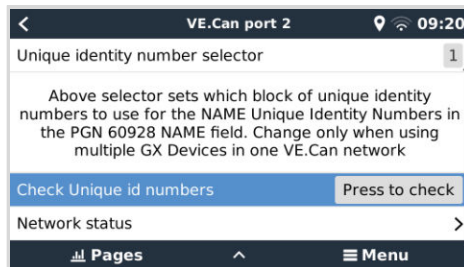 VE.Can port 2 09:20
Unique identity number selector 1
Above selector sets which block of unique identity
numbers to use for the NAME Unique Identity Numbers in
the PGN 60928 NAME field. Change only when using
multiple GX Devices in one VE.Can network
Check Unique id numbers Press to check
Network status
Pages Menu